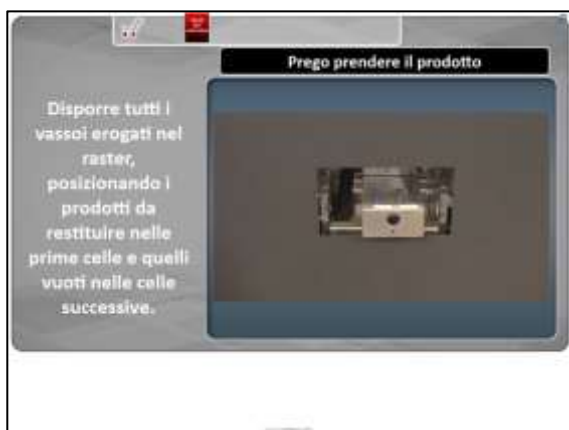 Prego prendere il prodotto
Disporre tutti i
vassoi erogati nel
raster,
posizionando i
prodotti da
restituire nelle
prime celle e quelli
vuoti nelle celle
successive.